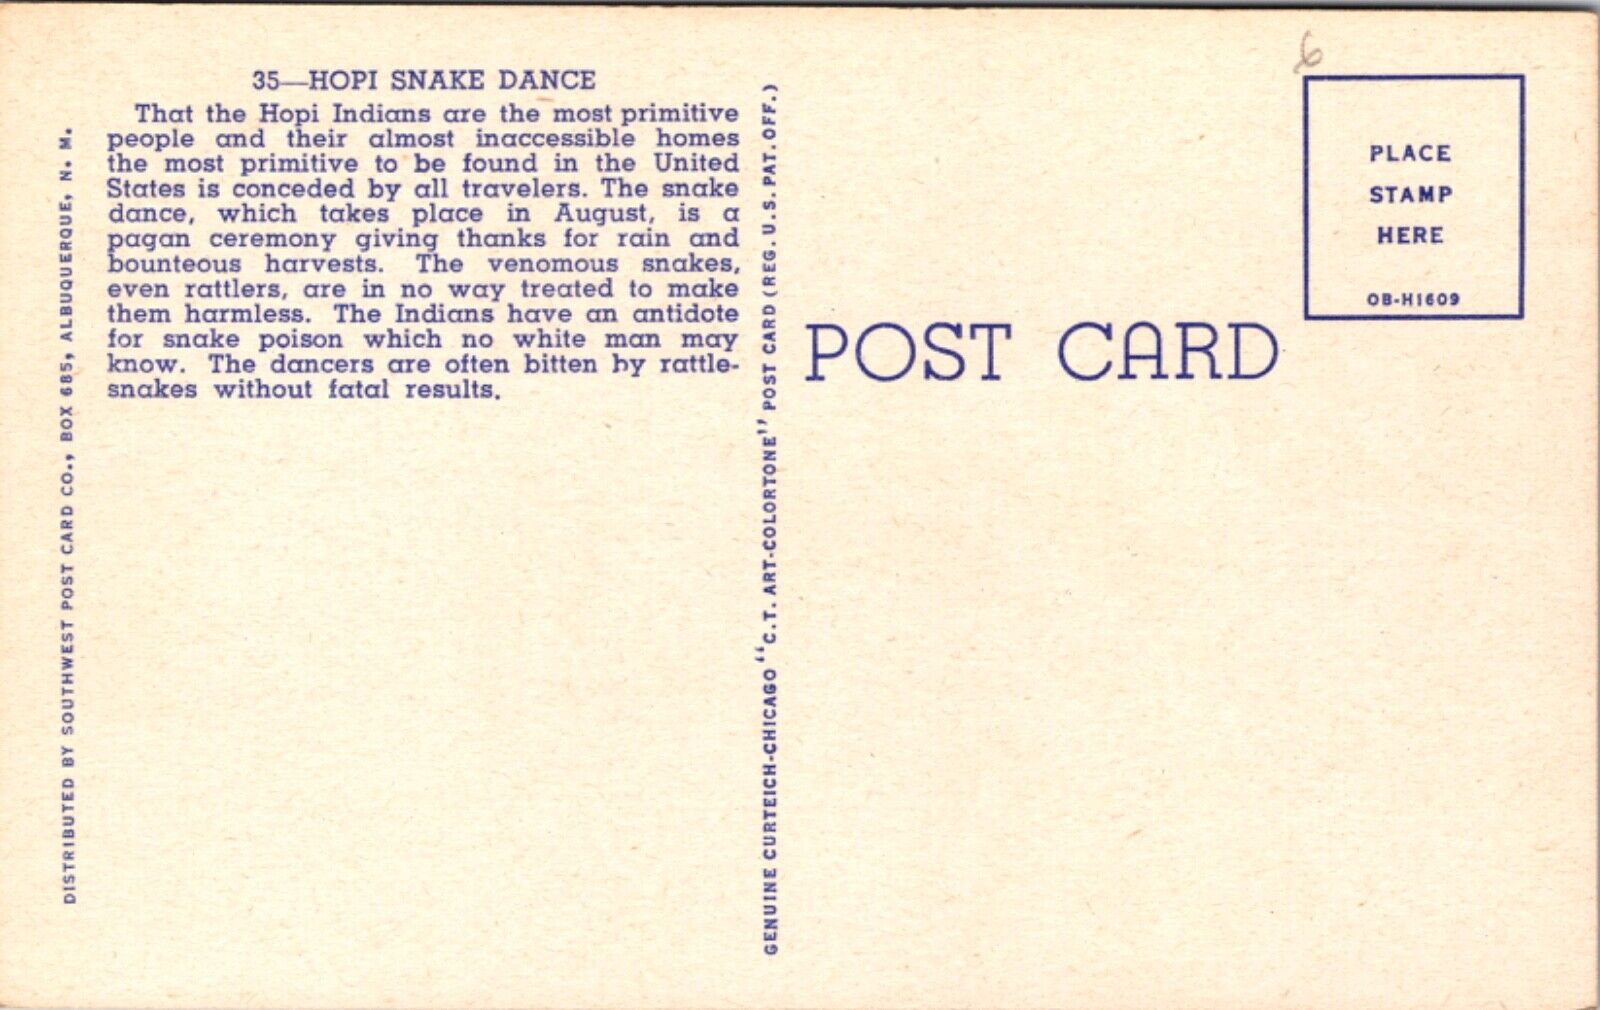 35—HOPI SNAKE DANCE
That the Hopi Indians are the most primitive
people and their almost inaccessible homes
the most primitive to be found in the United
States is conceded by all travelers. The snake
dance, which takes place in August, is a
pagan ceremony giving thanks for rain and
bounteous harvests. The venomous snakes,
even rattlers, are in no way treated to make
them harmless. The Indians have an antidote
for snake poison which no white man may
know. The dancers are often bitten by rattle-
snakes without fatal results.
DISTRIBUTED BY SOUTHWEST POST CARD CO., BOX 685, ALBUQUERQUE, N. M.
GENUINE CURTEICH-CHICAGO "C.T. ART-COLORTONE" POST CARD (REG. U.S. PAT. OFF.)
POST CARD
6
PLACE
STAMP
HERE
OB-H1609